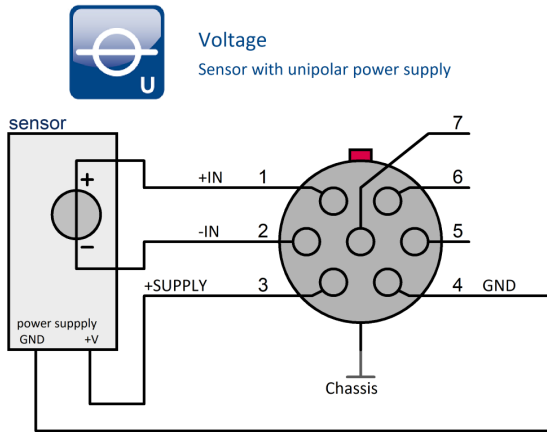 U
Voltage
Sensor with unipolar power supply
sensor
7
+
+IN
1
6
-IN
2
5
–
+SUPPLY
3
4
GND
power suppply
GND
+V
Chassis